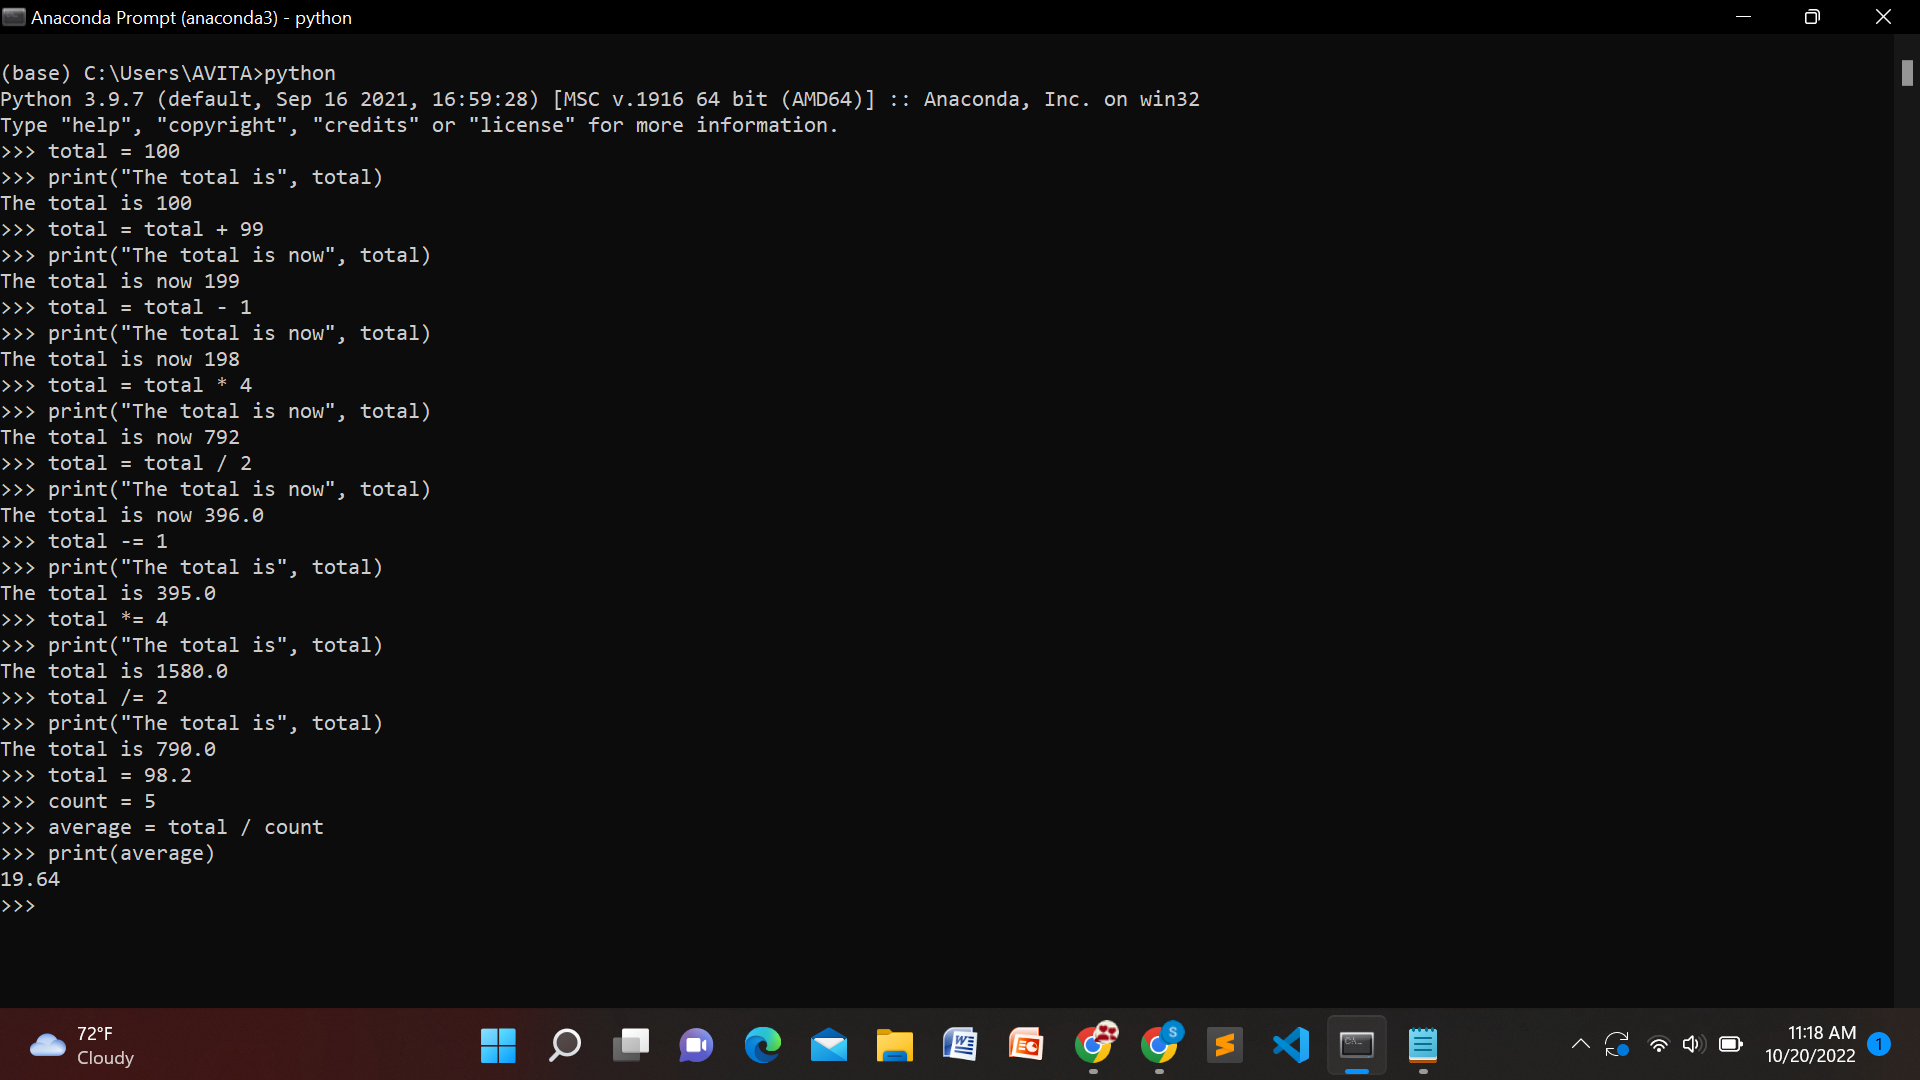 Anaconda Prompt (anaconda3) - python
(base) C:\Users\AVITA>python
Python 3.9.7 (default, Sep 16 2021, 16:59:28) [MSC v.1916 64 bit (AMD64)] :: Anaconda, Inc. on win32
Type "help", "copyright", "credits" or "license" for more information.
>>> total = 100
>>> print("The total is", total)
The total is 100
>>> total = total + 99
>>> print("The total is now", total)
The total is now 199
>>> total = total - 1
>>> print("The total is now", total)
The total is now 198
>>> total = total * 4
>>> print("The total is now", total)
The total is now 792
>>> total = total / 2
>>> print("The total is now", total)
The total is now 396.0
>>> total -= 1
>>> print("The total is", total)
The total is 395.0
>>> total *= 4
>>> print("The total is", total)
The total is 1580.0
>>> total /= 2
>>> print("The total is", total)
The total is 790.0
>>> total = 98.2
>>> count = 5
>>> average = total / count
>>> print(average)
19.64
>>>
72°F
Cloudy
S
11:18 AM
10/20/2022
1